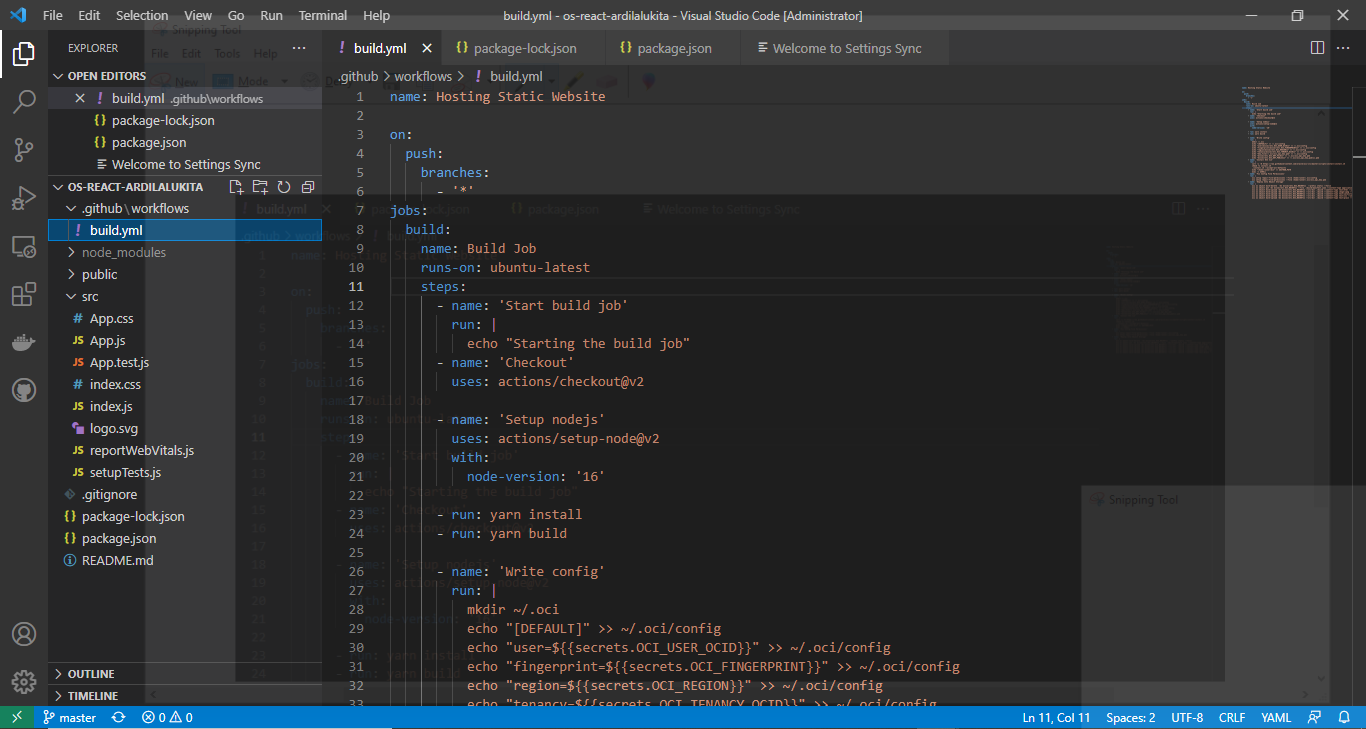 File Edit Selection View Go Run Terminal Help
build.yml - os-react-ardilalukita - Visual Studio Code [Administrator]
Snipping Tool
File Edit Tools Help
New Mode
EXPLORER
OPEN EDITORS
build.yml .github\workflows
package-lock.json
package.json
Welcome to Settings Sync
OS-REACT-ARDILALUKITA
.github\workflows
build.yml
node_modules
public
src
App.css
App.js
App.test.js
index.css
index.js
logo.svg
reportWebVitals.js
setupTests.js
.gitignore
package-lock.json
package.json
README.md
OUTLINE
TIMELINE
build.yml package-lock.json package.json Welcome to Settings Sync
.github > workflows > ! build.yml
1 name: Hosting Static Website
2
3 on:
4 push:
5 branches:
6 - '*'
7 jobs:
8 build:
9 name: Build Job
10 runs-on: ubuntu-latest
11 steps:
12 - name: 'Start build job'
13 run: |
14 echo "Starting the build job"
15 - name: 'Checkout'
16 uses: actions/checkout@v2
17
18 - name: 'Setup nodejs'
19 uses: actions/setup-node@v2
20 with:
21 node-version: '16'
22
23 - run: yarn install
24 - run: yarn build
25
26 - name: 'Write config'
27 run: |
28 mkdir ~/.oci
29 echo "[DEFAULT]" >> ~/.oci/config
30 echo "user=${{secrets.OCI_USER_OCID}}" >> ~/.oci/config
31 echo "fingerprint=${{secrets.OCI_FINGERPRINT}}" >> ~/.oci/config
32 echo "region=${{secrets.OCI_REGION}}" >> ~/.oci/config
33 echo "tenancy=${{secrets.OCI_TENANCY_OCID}}" >> ~/.oci/config
Snipping Tool
master 0 0 Ln 11, Col 11 Spaces: 2 UTF-8 CRLF YAML